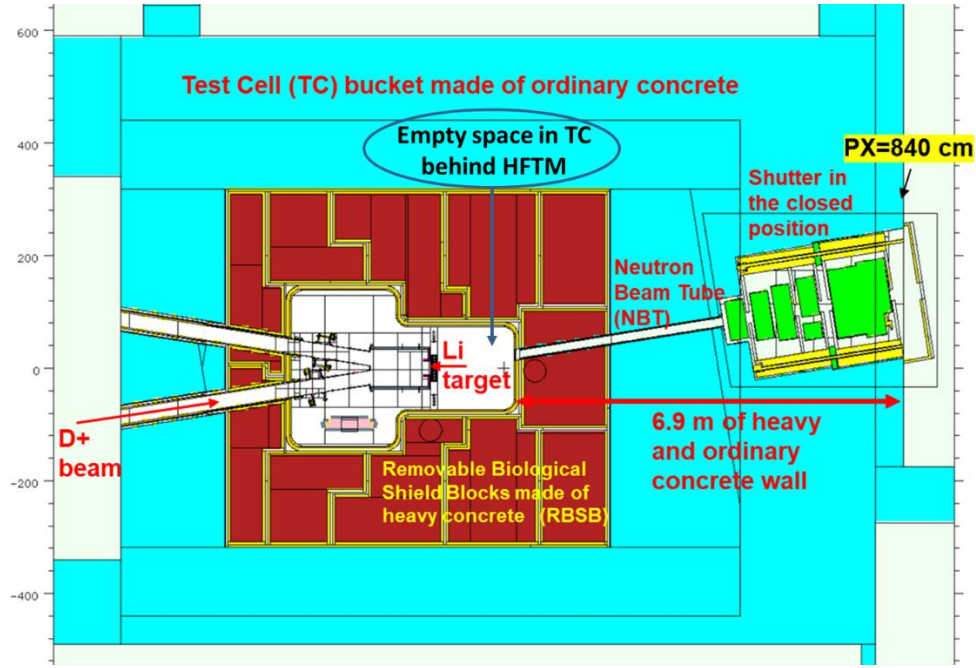 600
400
200
0
−200
−400
Test Cell (TC) bucket made of ordinary concrete
Empty space in TC
behind HFTM
PX=840 cm
Shutter in
the closed
position
Neutron
Beam Tube
(NBT)
Li
target
D+
beam
6.9 m of heavy
and ordinary
concrete wall
Removable Biological
Shield Blocks made of
heavy concrete (RBSB)